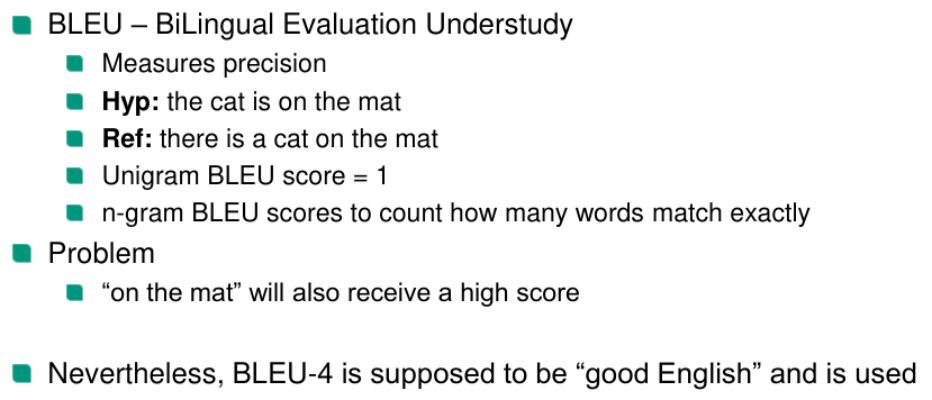 BLEU – BiLingual Evaluation Understudy
Measures precision
Hyp: the cat is on the mat
Ref: there is a cat on the mat
Unigram BLEU score = 1
n-gram BLEU scores to count how many words match exactly
Problem
“on the mat” will also receive a high score
Nevertheless, BLEU-4 is supposed to be “good English” and is used